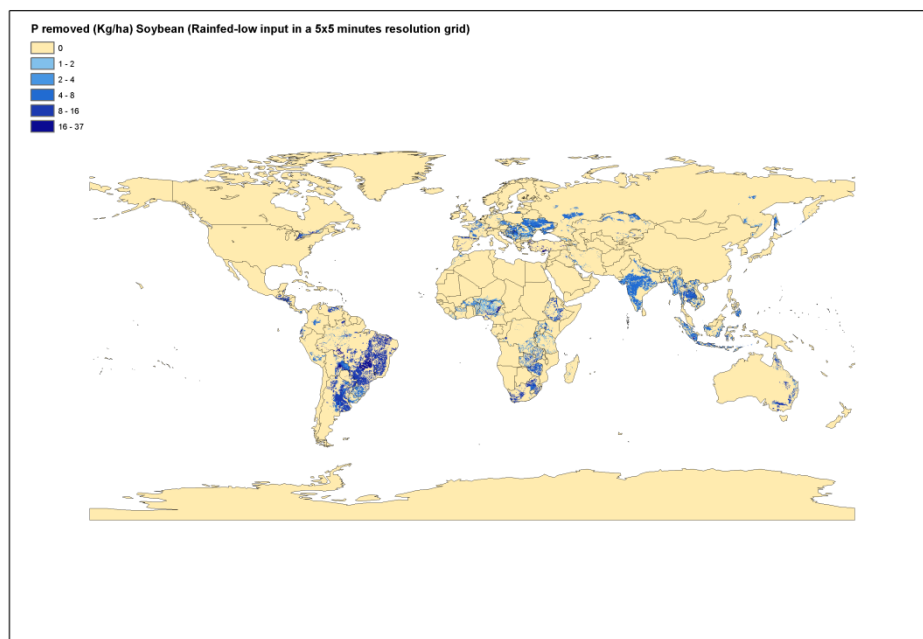 P removed (Kg/ha) Soybean (Rainfed-low input in a 5x5 minutes resolution grid)
0
1 - 2
2 - 4
4 - 8
8 - 16
16 - 37